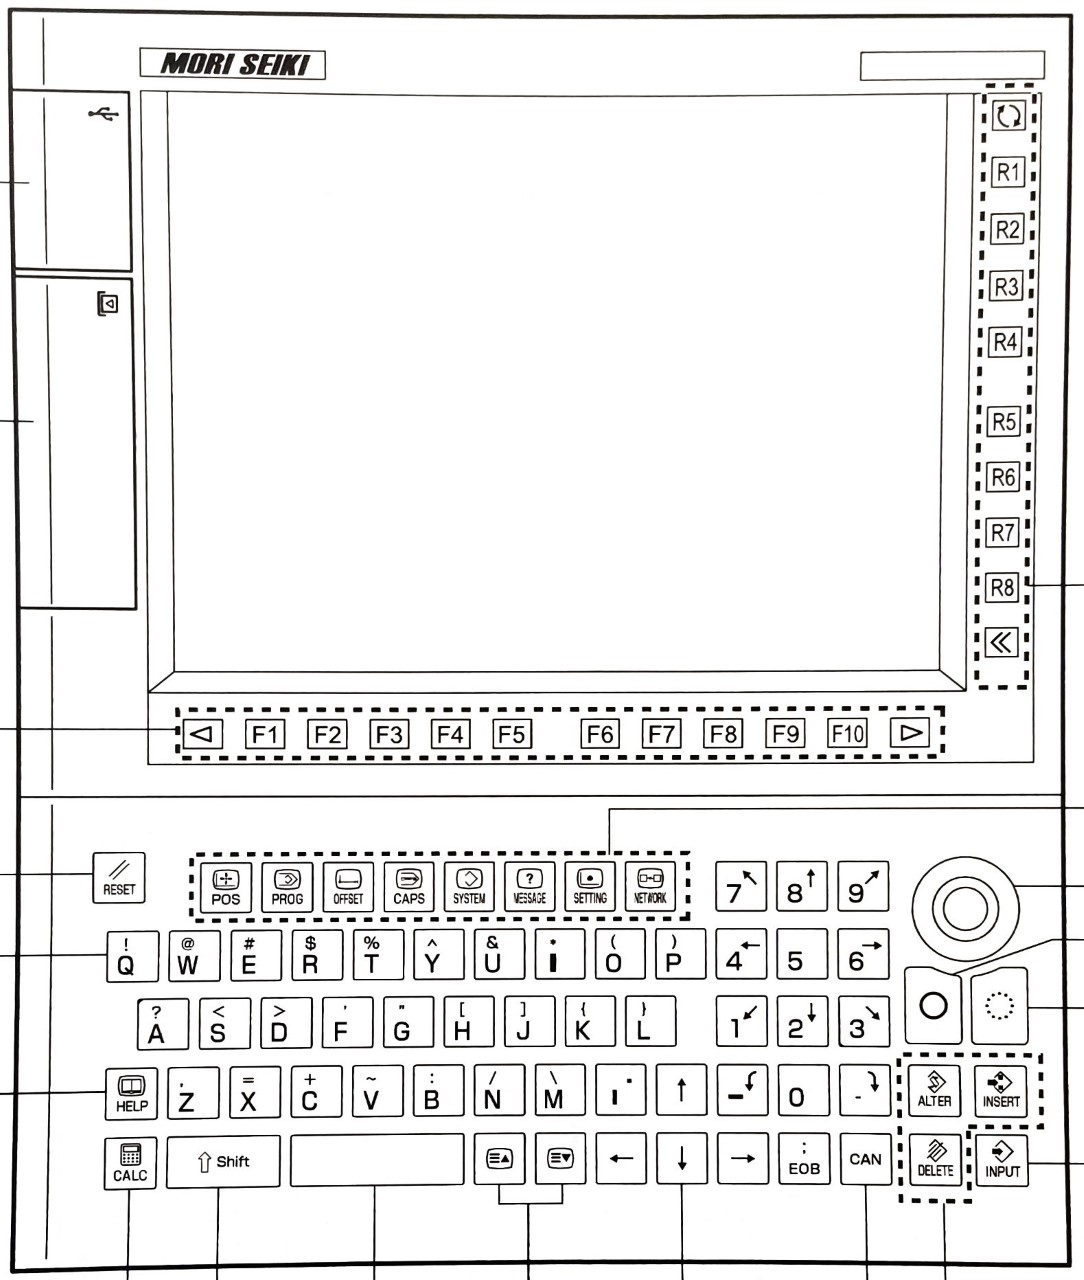 MORI SEIKI
R1
R2
R3
R4
R5
R6
R7
R8
F1 F2 F3 F4 F5 F6 F7 F8 F9 F10
RESET POS PROG OFFSET CAPS SYSTEM ? MESSAGE SETTING NETWORK 7 8 9
! @ # $ % ^ & * ( )
Q W E R T Y U I O P 4 5 6
? < > ' " [ ] { }
A S D F G H J K L 1 2 3
, = + ~ : / \
HELP Z X C V B N M - 0 . ALTER INSERT
CALC Shift ; EOB CAN DELETE INPUT